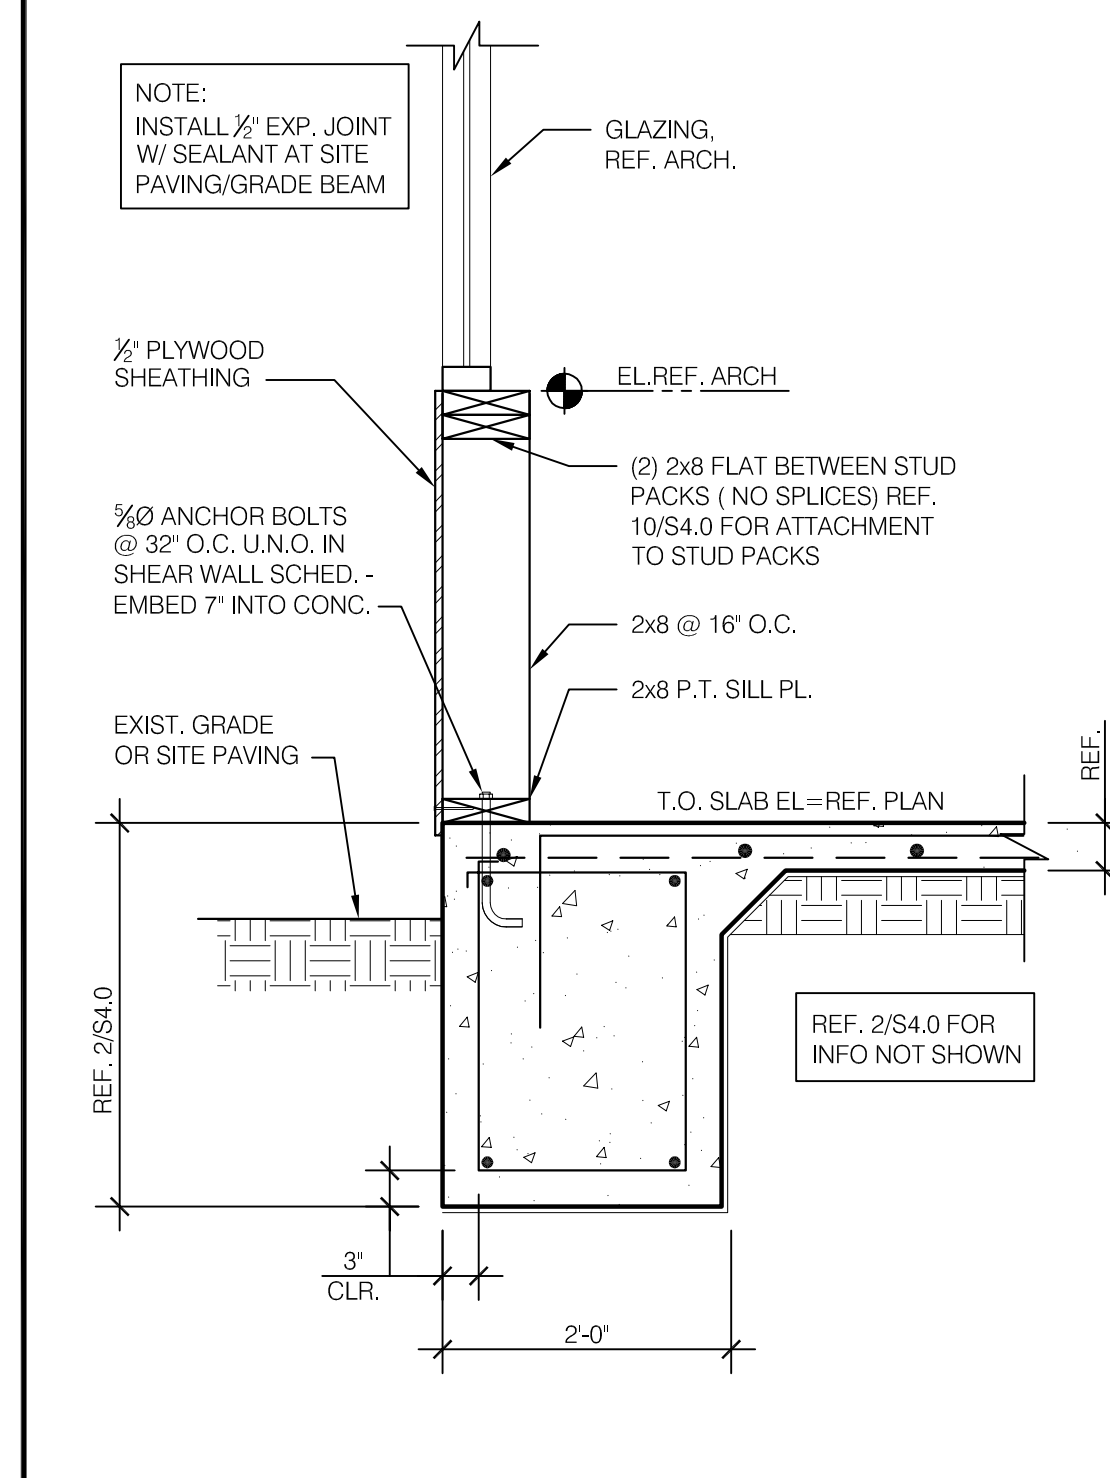 NOTE:
INSTALL ½" EXP. JOINT
W/ SEALANT AT SITE
PAVING/GRADE BEAM
GLAZING,
REF. ARCH.
½" PLYWOOD
SHEATHING
EL.REF. ARCH
(2) 2x8 FLAT BETWEEN STUD
PACKS ( NO SPLICES) REF.
10/S4.0 FOR ATTACHMENT
TO STUD PACKS
⅝Ø ANCHOR BOLTS
@ 32" O.C. U.N.O. IN
SHEAR WALL SCHED. -
EMBED 7" INTO CONC.
2x8 @ 16" O.C.
2x8 P.T. SILL PL.
EXIST. GRADE
OR SITE PAVING
REF.
T.O. SLAB EL=REF. PLAN
REF. 2/S4.0
REF. 2/S4.0 FOR
INFO NOT SHOWN
3"
CLR.
2'-0"